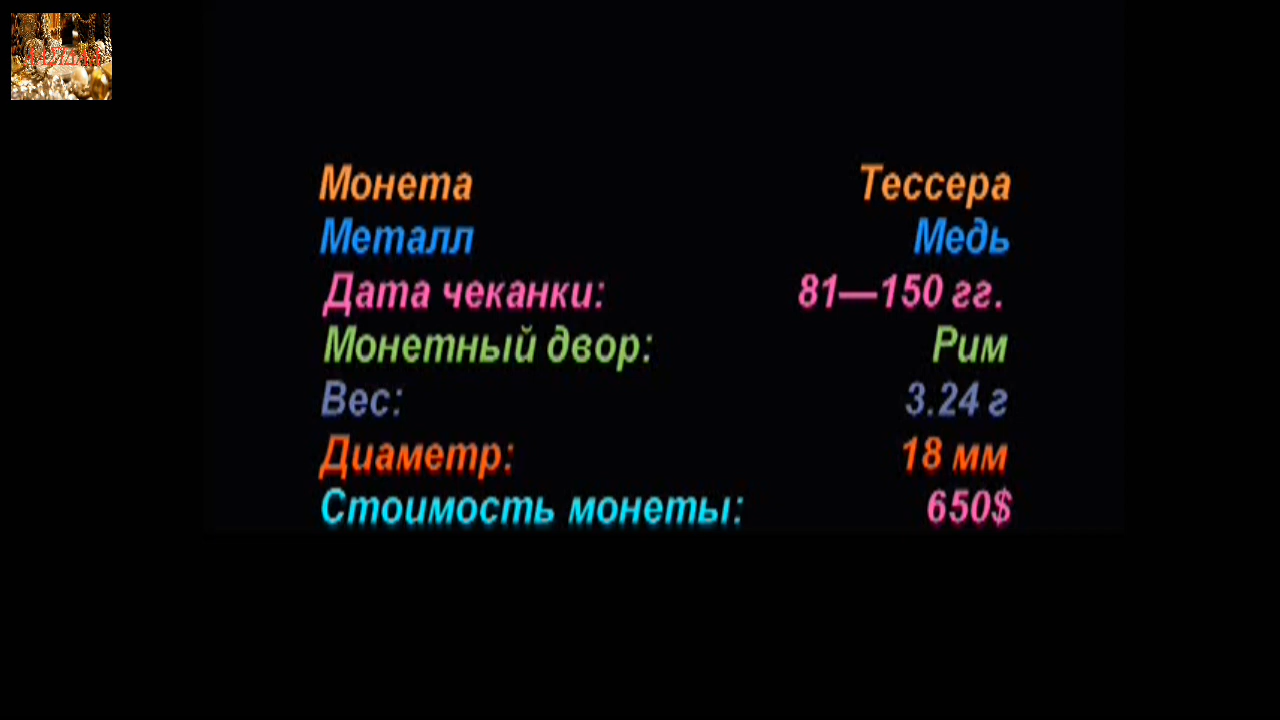 Монета Тессера
Металл Медь
Дата чеканки: 81—150 гг.
Монетный двор: Рим
Вес: 3.24 г
Диаметр: 18 мм
Стоимость монеты: 650$